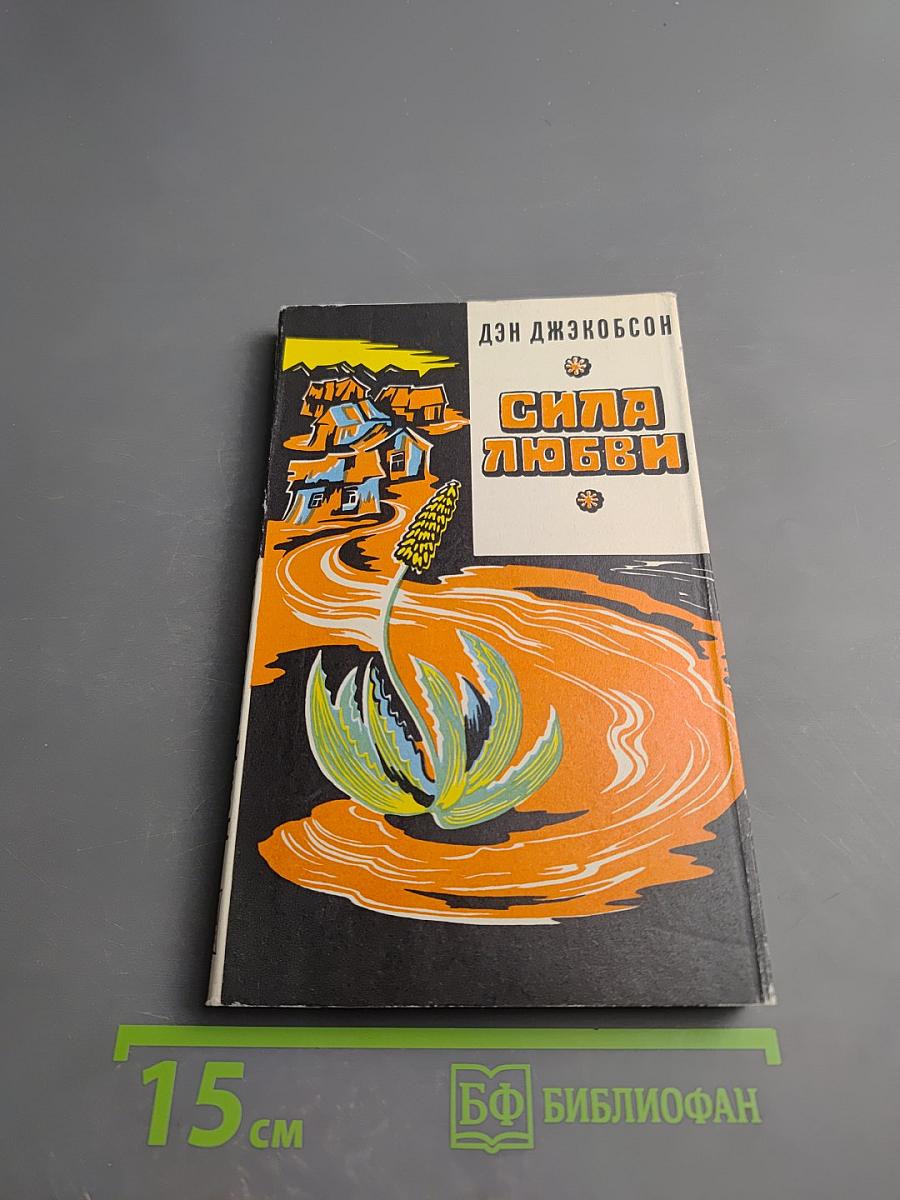 ДЭН ДЖЭКОБСОН
СИЛА
ЛЮБВИ
15 см
БФ БИБЛИОФАН